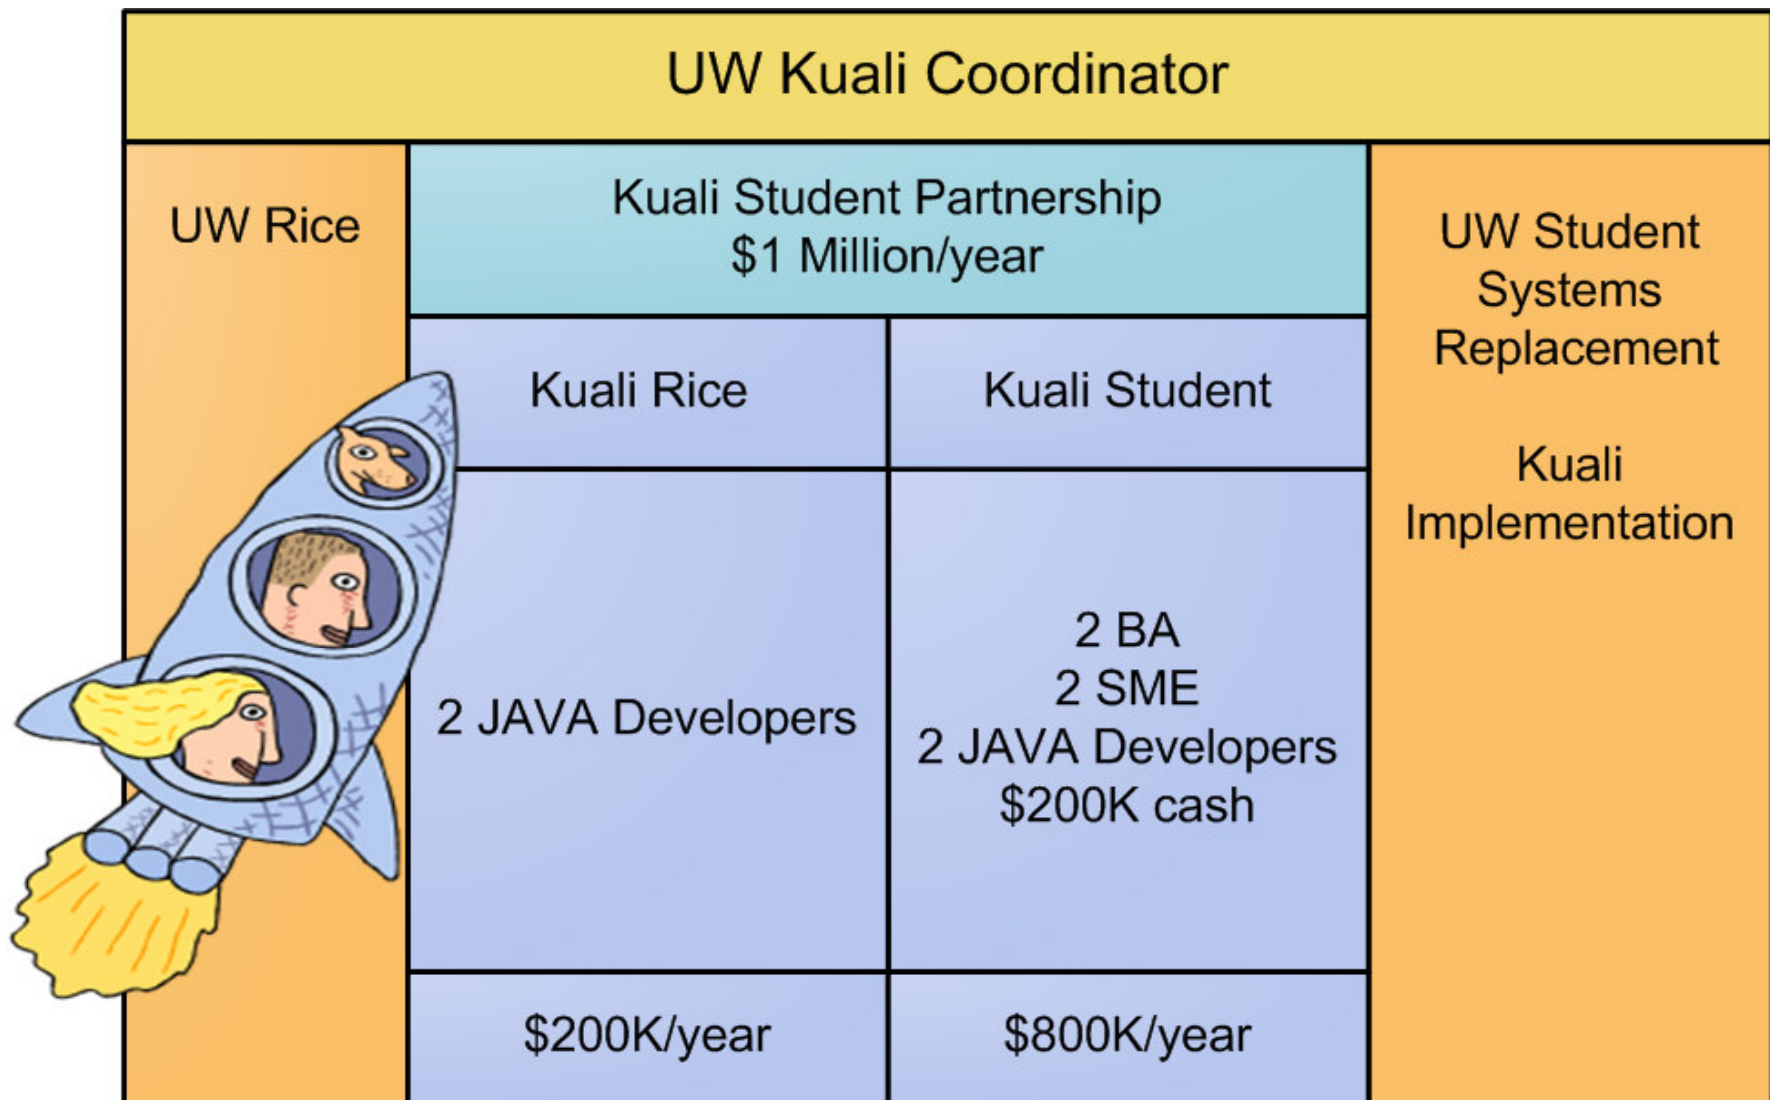 UW Kuali Coordinator
UW Rice
Kuali Student Partnership
$1 Million/year
Kuali Rice
2 JAVA Developers
$200K/year
Kuali Student
2 BA
2 SME
2 JAVA Developers
$200K cash
$800K/year
UW Student
Systems
Replacement
Kuali
Implementation